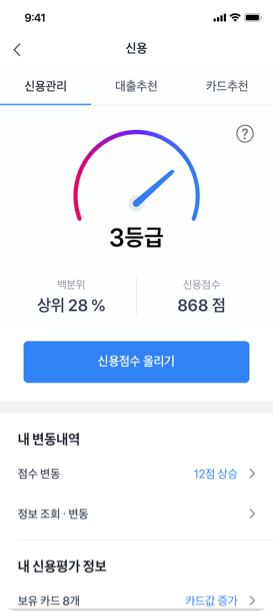 9:41
신용
신용관리 대출추천 카드추천
?
3등급
백분위 신용점수
상위 28 % 868 점
신용점수 올리기
내 변동내역
점수 변동 12점 상승
정보 조회 · 변동
내 신용평가 정보
보유 카드 8개 카드값 증가